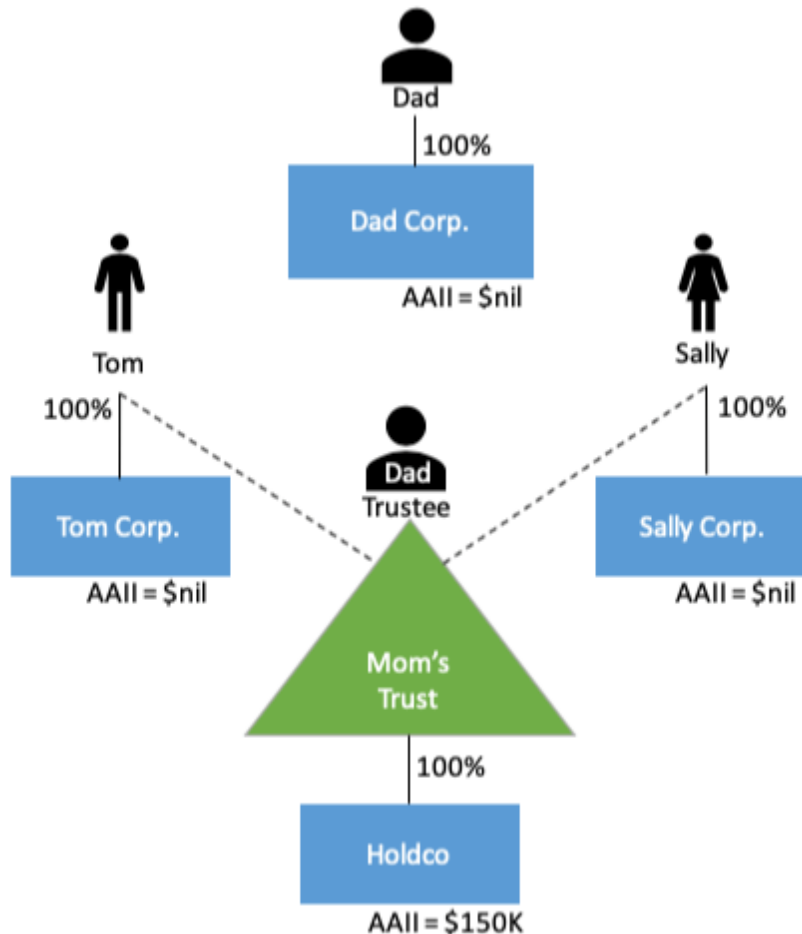 Dad
100%
Dad Corp.
AAII = $nil
Tom
Sally
100%
100%
Dad
Trustee
Tom Corp.
Sally Corp.
AAII = $nil
AAII = $nil
Mom's
Trust
100%
Holdco
AAII = $150K